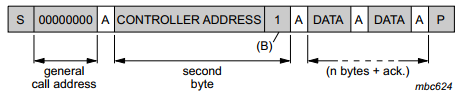 S 00000000 A CONTROLLER ADDRESS 1 A DATA A DATA A P
(B)
general call address
second byte
(n bytes + ack.)
mbc624